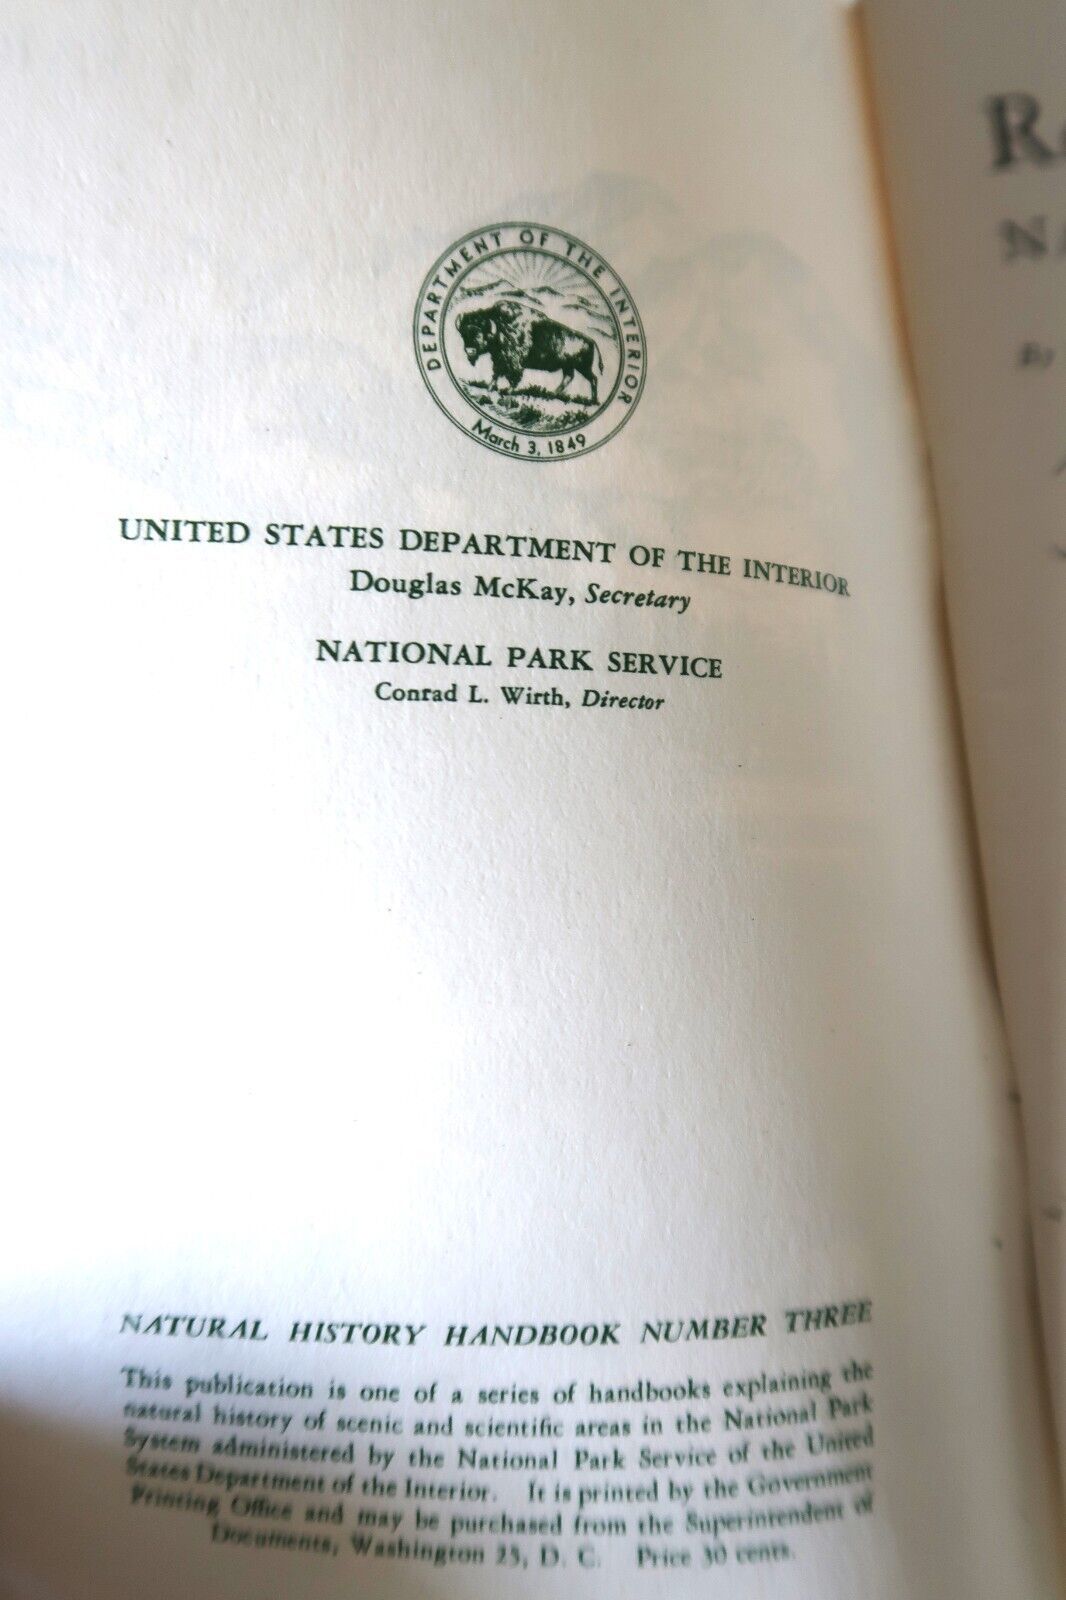 DEPARTMENT OF THE INTERIOR
March 3, 1849
UNITED STATES DEPARTMENT OF THE INTERIOR
Douglas McKay, Secretary
NATIONAL PARK SERVICE
Conrad L. Wirth, Director
NATURAL HISTORY HANDBOOK NUMBER THREE
This publication is one of a series of handbooks explaining the
natural history of scenic and scientific areas in the National Park
System administered by the National Park Service of the United
States Department of the Interior. It is printed by the Government
Printing Office and may be purchased from the Superintendent of
Documents, Washington 25, D. C. Price 30 cents.
By